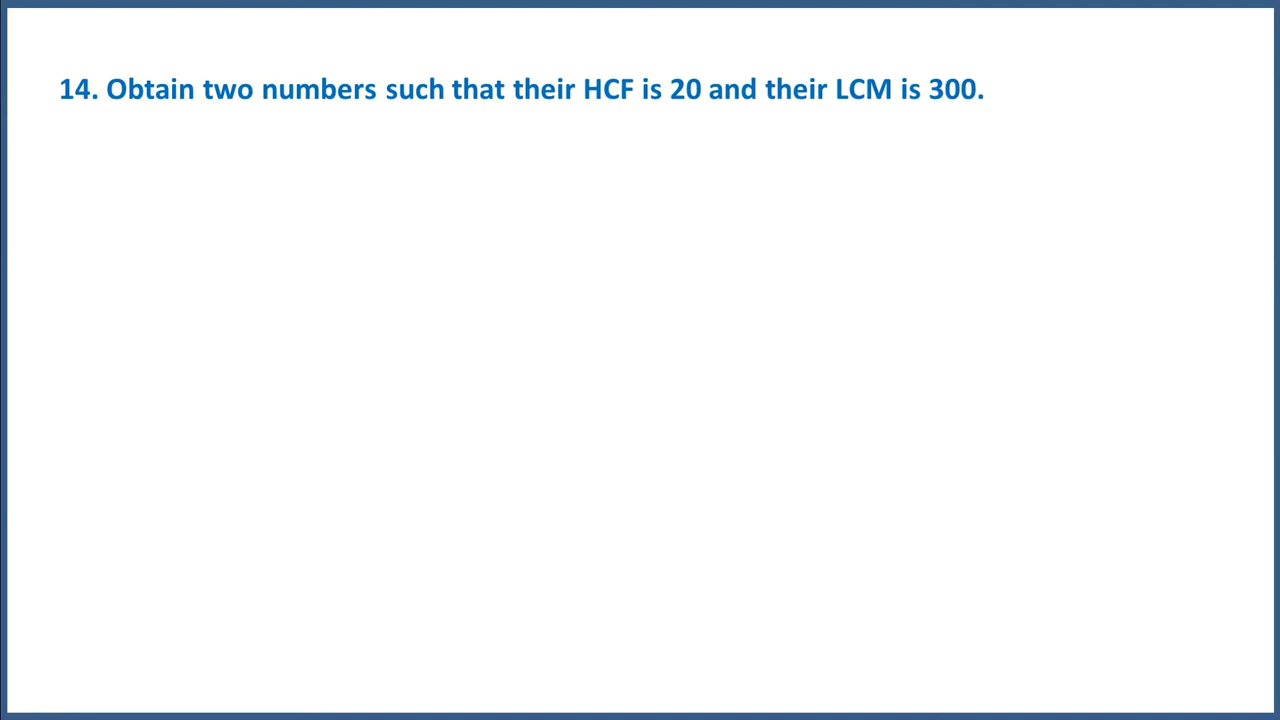 14. Obtain two numbers such that their HCF is 20 and their LCM is 300.